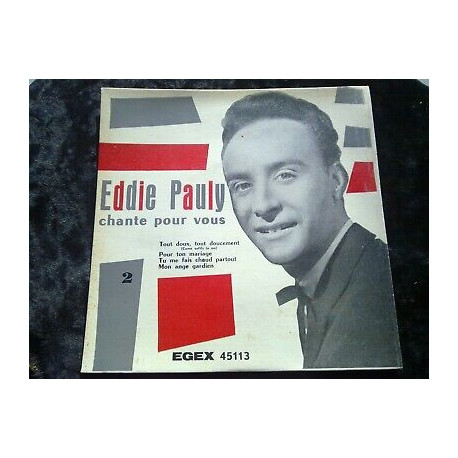 Eddie Pauly
chante pour vous
Tout doux, tout doucement
Pour ton mariage
Tu me fais chaud partout
Mon ange gardien
2
EGEX 45113